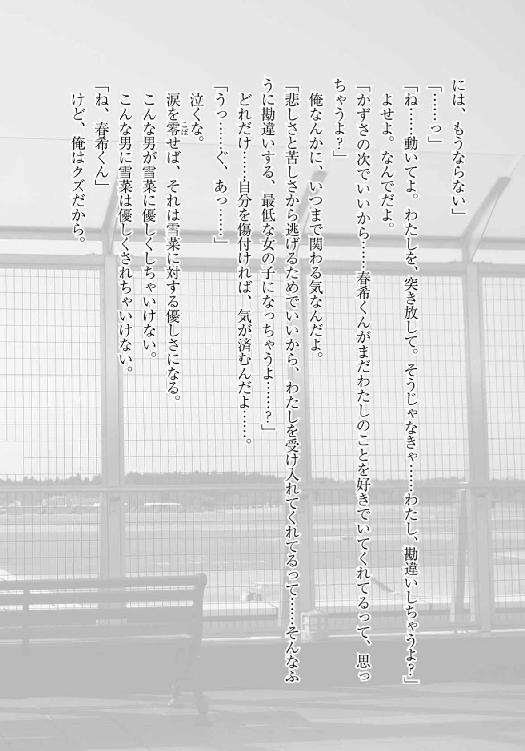 には、もうならない」
「……っ」
「ね……動いてよ。わたしを、突き放して。そうじゃなきゃ……わたし、勘違いしちゃうよ？」
よせよ。なんでだよ。
「かずさの次でいいから……春希くんがまだわたしのことを好きでいてくれてるって、思っ
ちゃうよ？」
俺なんかに、いつまで関わる気なんだよ。
「悲しさと苦しさから逃げるためでいいから、わたしを受け入れてくれてるって……そんなふ
うに勘違いする、最低な女の子になっちゃうよ……？」
どれだけ……自分を傷付ければ、気が済むんだよ……。
「うっ……ぐ、あっ……」
泣くな。
涙を零せば、それは雪菜に対する優しさになる。
こんな男が雪菜に優しくしちゃいけない。
こんな男に雪菜は優しくされちゃいけない。
「ね、春希くん」
けど、俺はクズだから。